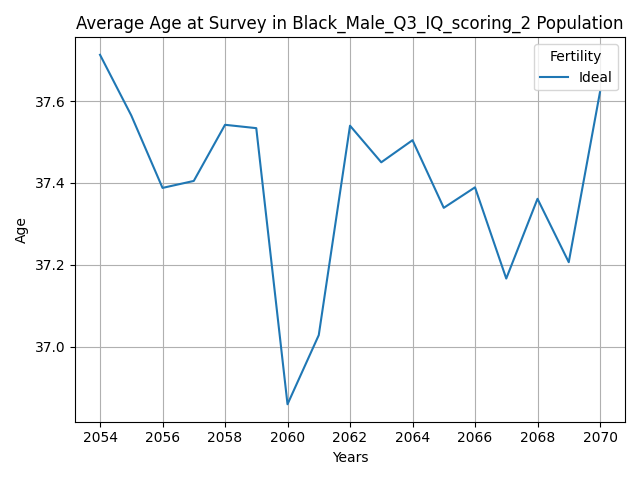 Average Age at Survey in Black_Male_Q3_IQ_scoring_2 Population
Fertility
Ideal
37.6
37.4
37.2
37.0
Age
2054 2056 2058 2060 2062 2064 2066 2068 2070
Years